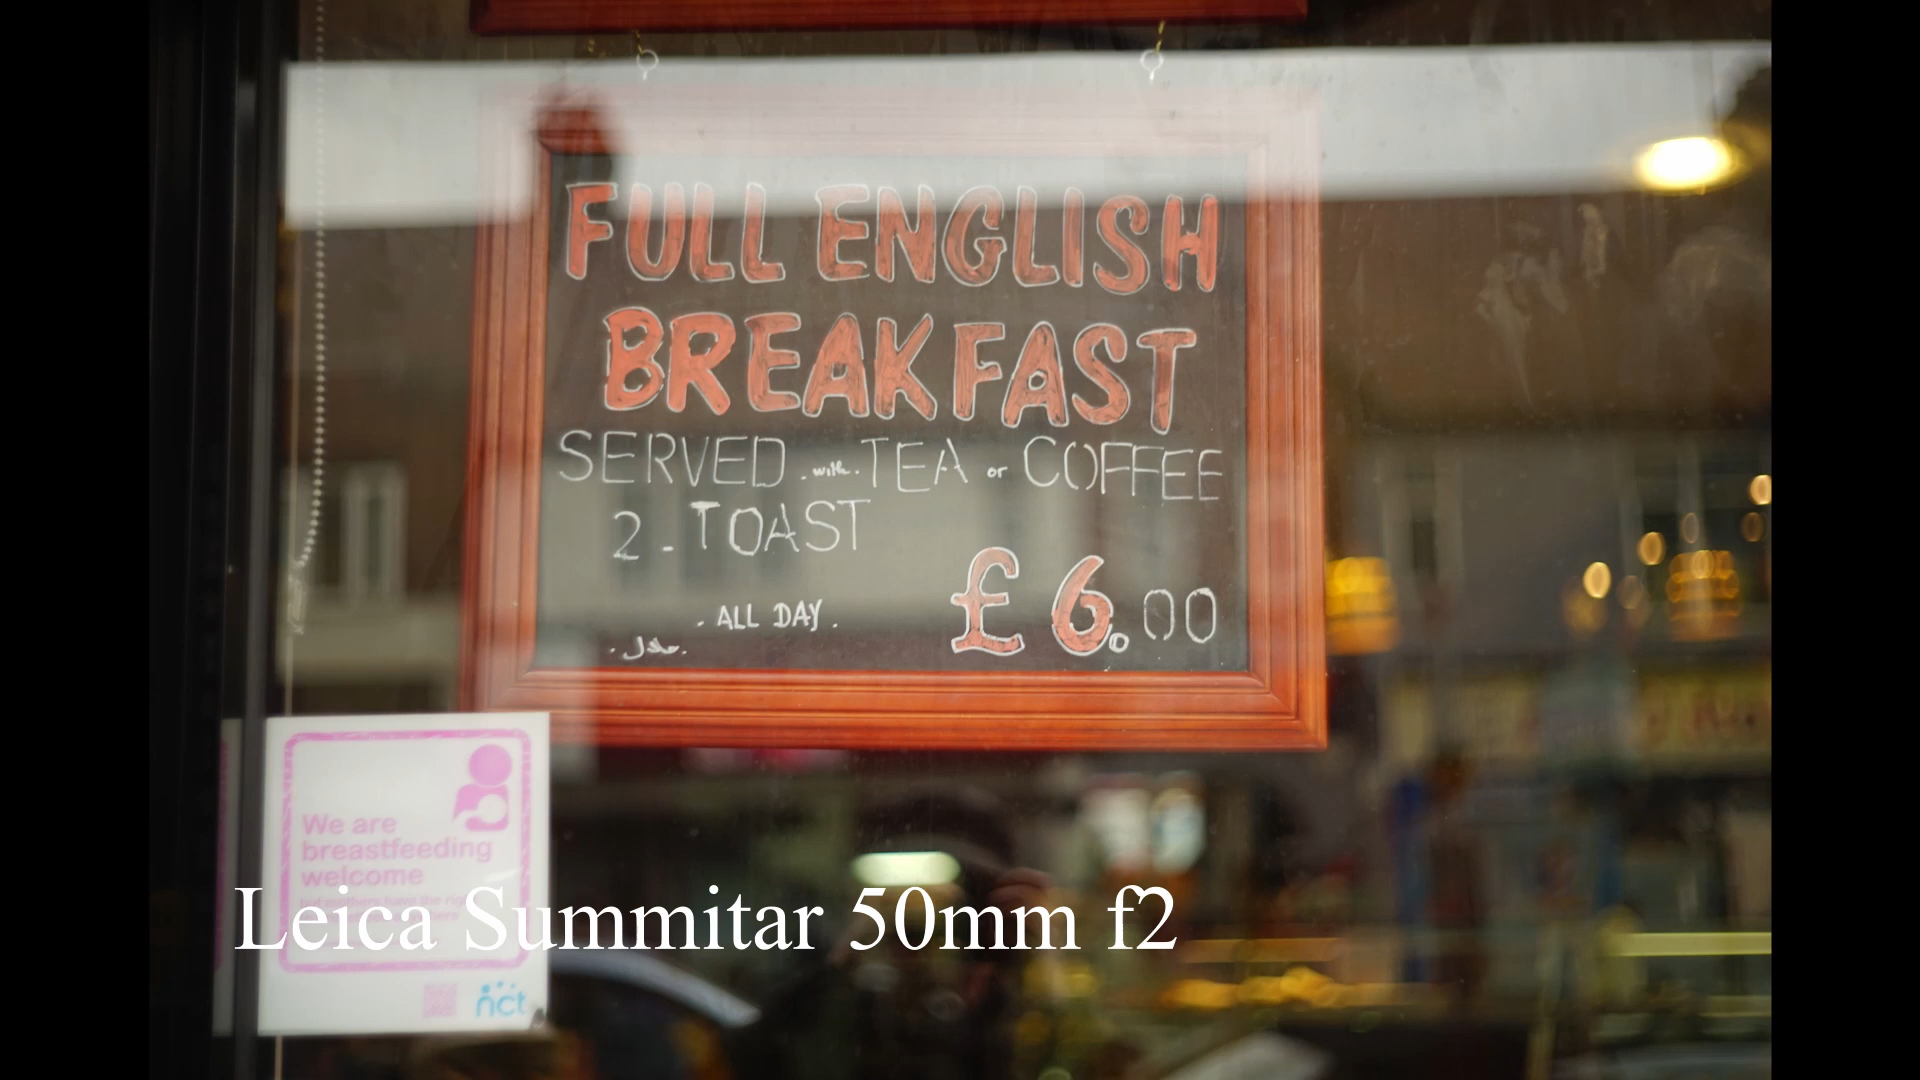 FULL ENGLISH
BREAKFAST
SERVED .with. TEA or COFFEE
2 - TOAST
. ALL DAY .
£6.00
We are
breastfeeding
welcome
nct
Leica Summitar 50mm f2